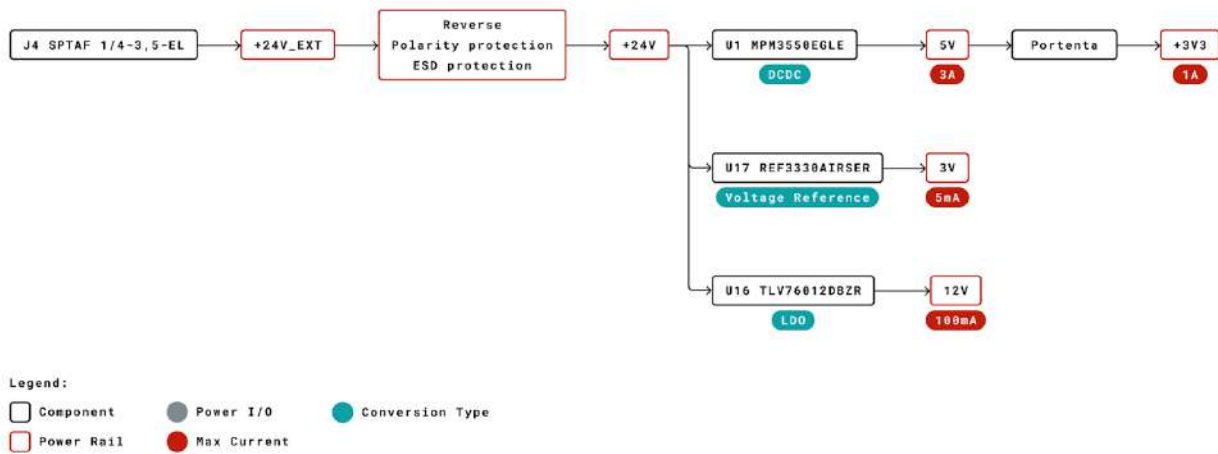 J4 SPTAF 1/4-3,5-EL
+24V_EXT
Reverse
Polarity protection
ESD protection
+24V
U1 MPM3550EGLE
DCDC
5V
3A
Portenta
+3V3
1A
U17 REF3330AIRSER
Voltage Reference
3V
5mA
U16 TLV76012DBZR
LDO
12V
100mA
Legend:
Component
Power I/O
Conversion Type
Power Rail
Max Current